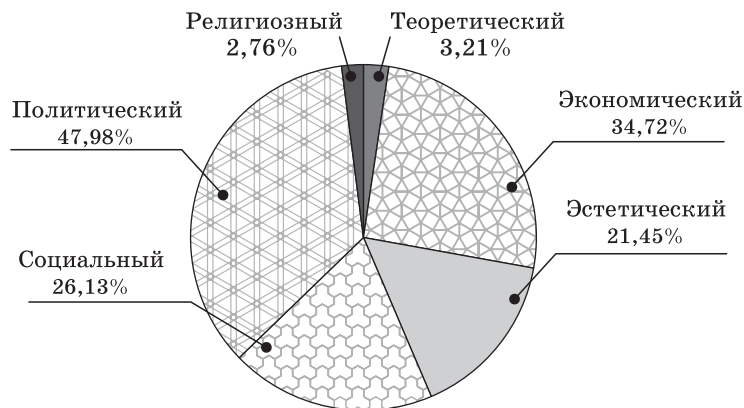 Религиозный
2,76%
Теоретический
3,21%
Экономический
34,72%
Эстетический
21,45%
Социальный
26,13%
Политический
47,98%